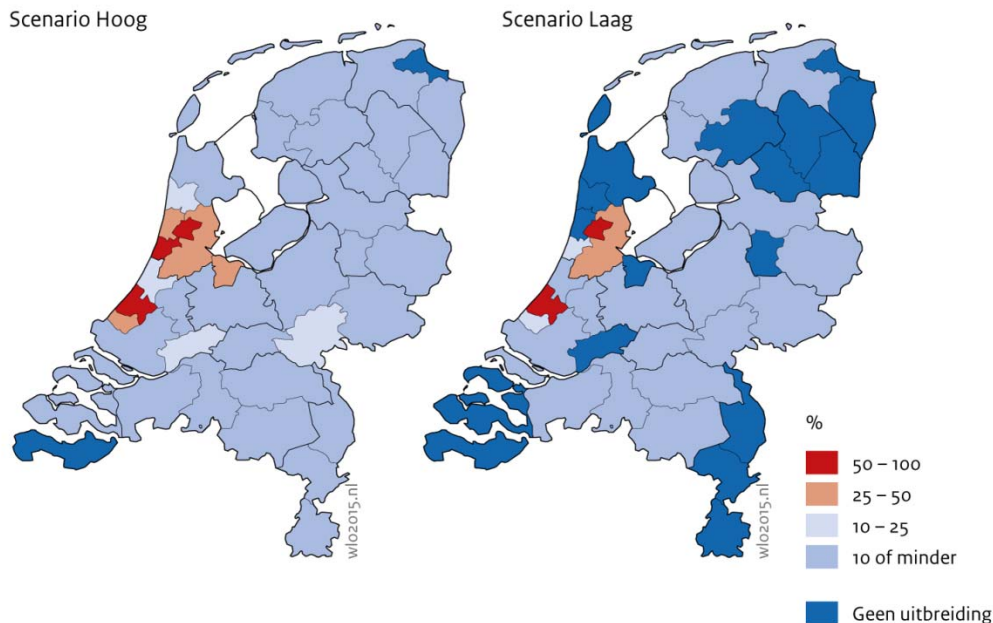 Scenario Hoog
Scenario Laag
%
50 – 100
25 – 50
10 – 25
10 of minder
Geen uitbreiding
wlo2015.nl
wlo2015.nl